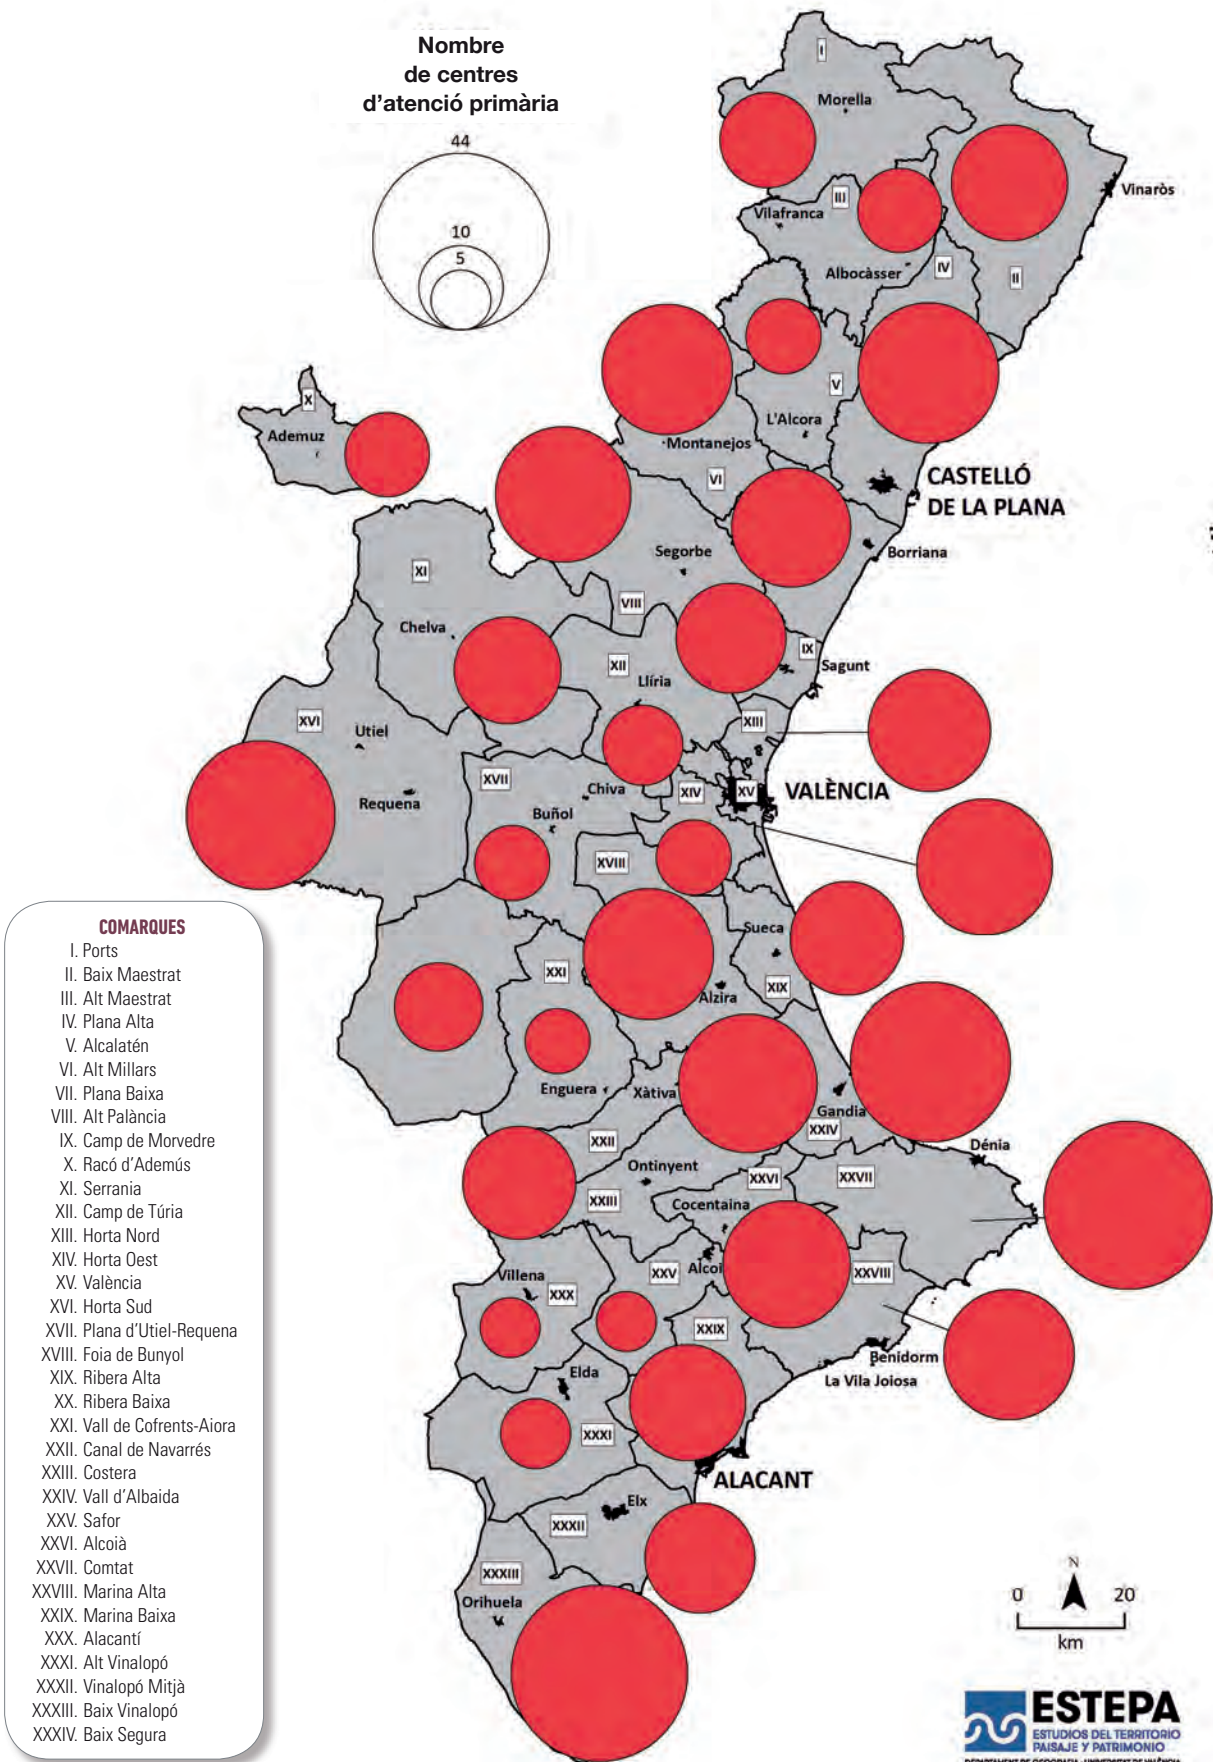 Nombre
de centres
d'atenció primària
44
10
5
I
Morella
Vinaròs
III
Vilafranca
Albocàsser
IV
II
X
Ademuz
V
L'Alcora
Montanejos
VI
CASTELLÓ
DE LA PLANA
Borriana
Segorbe
XI
VIII
Chelva
IX
Sagunt
XII
Llíria
XIII
XVI
Utiel
Requena
XVII
Chiva
Buñol
XIV
XV
VALÈNCIA
XVIII
Sueca
XIX
Alzira
XXI
Enguera
Xàtiva
Gandia
XXIV
Dénia
XXII
Ontinyent
XXIII
XXVI
XXVII
Cocentaina
Alcoi
XXV
XXVIII
Villena
XXX
XXIX
Benidorm
La Vila Joiosa
Elda
XXXI
ALACANT
Elx
XXXII
XXXIII
Orihuela
COMARQUES
I. Ports
II. Baix Maestrat
III. Alt Maestrat
IV. Plana Alta
V. Alcalatén
VI. Alt Millars
VII. Plana Baixa
VIII. Alt Palància
IX. Camp de Morvedre
X. Racó d'Ademús
XI. Serrania
XII. Camp de Túria
XIII. Horta Nord
XIV. Horta Oest
XV. València
XVI. Horta Sud
XVII. Plana d'Utiel-Requena
XVIII. Foia de Bunyol
XIX. Ribera Alta
XX. Ribera Baixa
XXI. Vall de Cofrents-Aiora
XXII. Canal de Navarrés
XXIII. Costera
XXIV. Vall d'Albaida
XXV. Safor
XXVI. Alcoià
XXVII. Comtat
XXVIII. Marina Alta
XXIX. Marina Baixa
XXX. Alacantí
XXXI. Alt Vinalopó
XXXII. Vinalopó Mitjà
XXXIII. Baix Vinalopó
XXXIV. Baix Segura
N
0 20
km
ESTEPA
ESTUDIOS DEL TERRITORIO
PAISAJE Y PATRIMONIO
DEPARTAMENT DE GEOGRAFIA - UNIVERSITAT DE VALÈNCIA